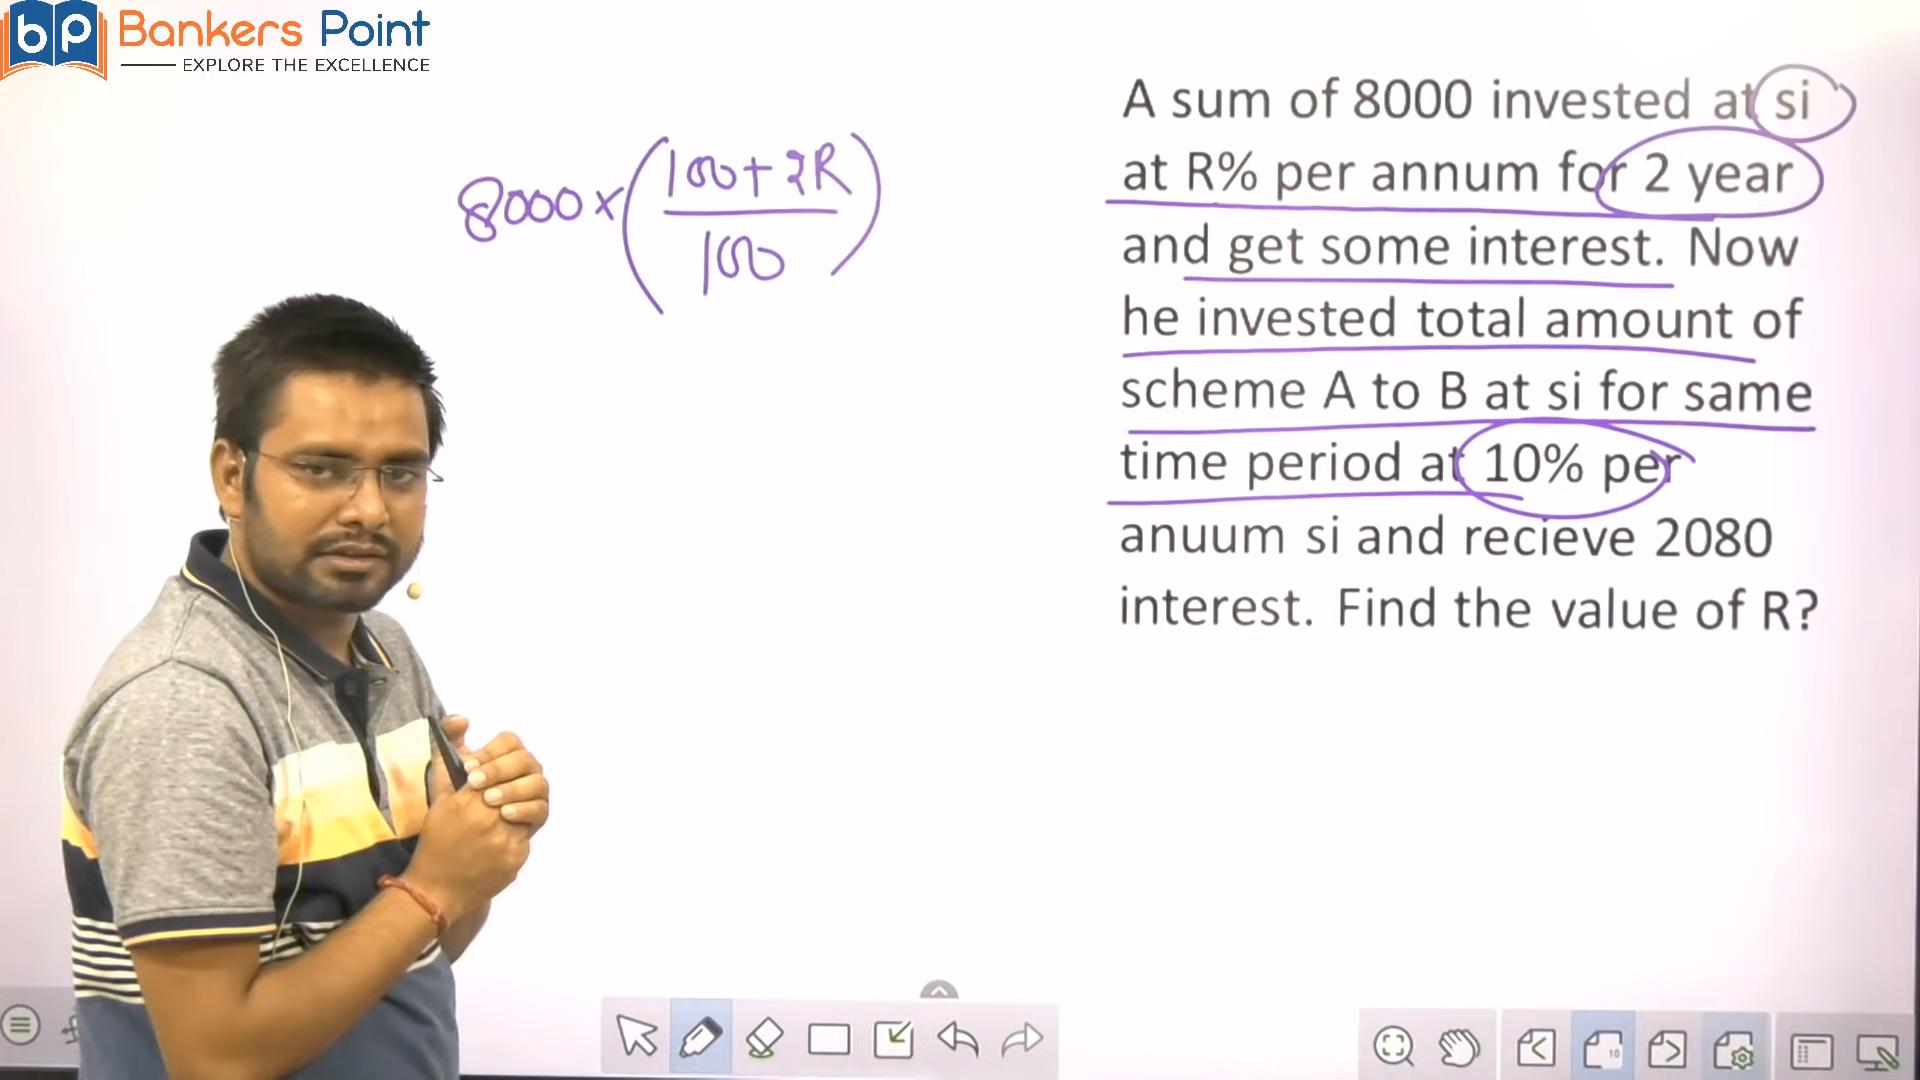 bp Bankers Point
EXPLORE THE EXCELLENCE
8000 × (100 + 2R / 100)
A sum of 8000 invested at si
at R% per annum for 2 year
and get some interest. Now
he invested total amount of
scheme A to B at si for same
time period at 10% per
anuum si and recieve 2080
interest. Find the value of R?
10